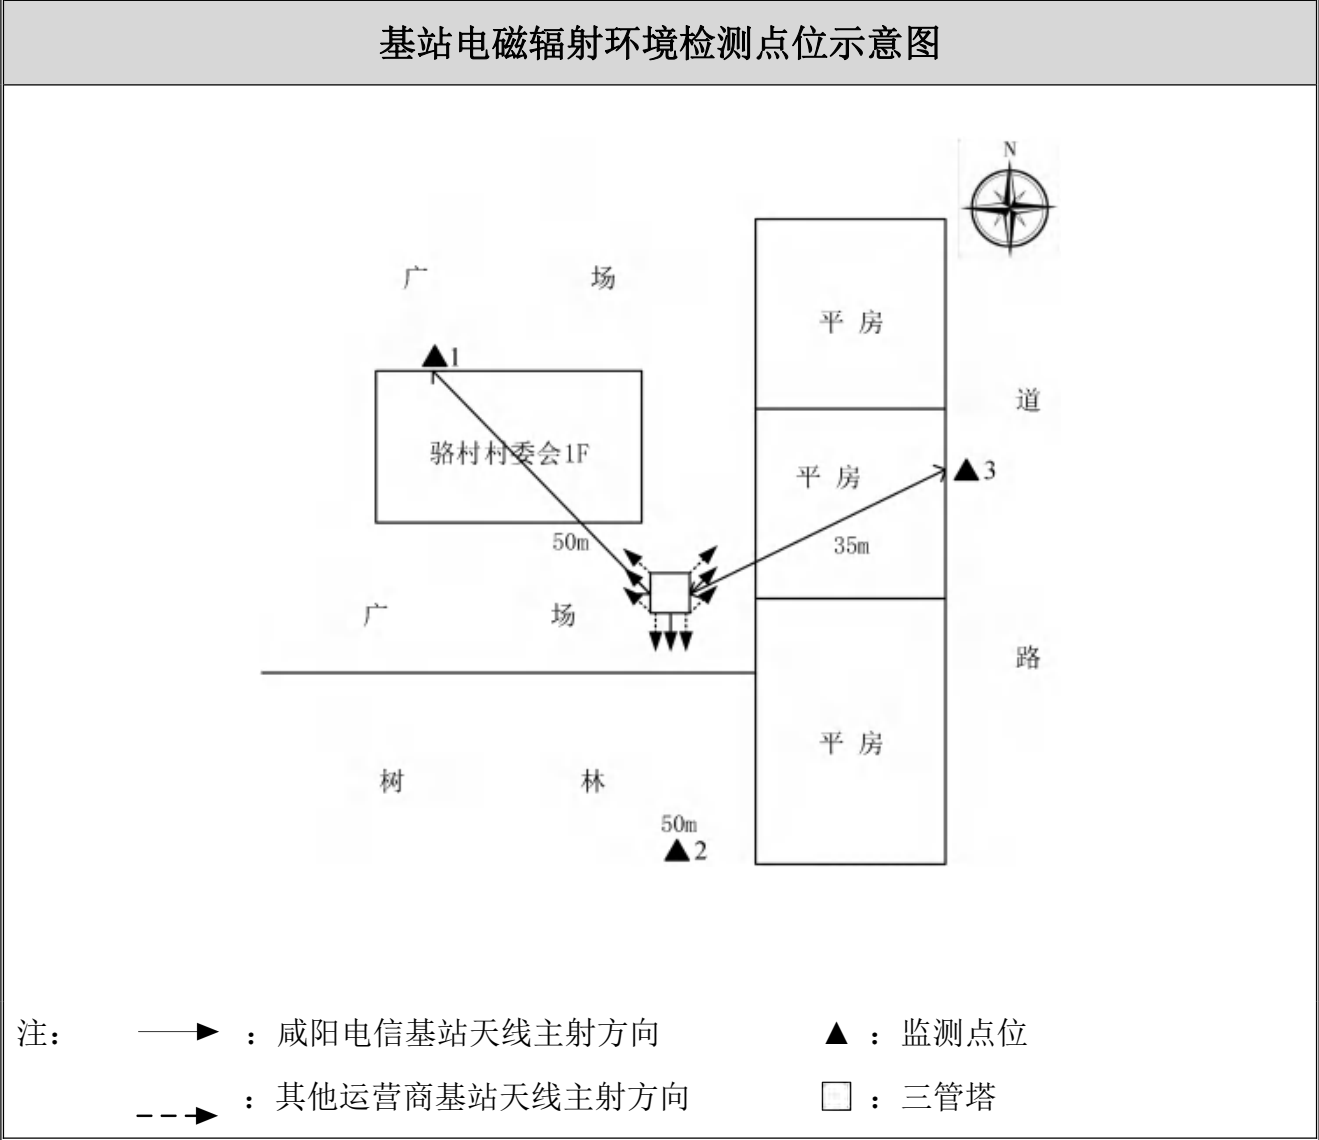 基站电磁辐射环境检测点位示意图
N
广 场
平 房
1
道
骆村村委会1F
平 房
3
50m
35m
广 场
路
平 房
树 林
50m
2
注： ：咸阳电信基站天线主射方向 ▲ ：监测点位
：其他运营商基站天线主射方向 ：三管塔